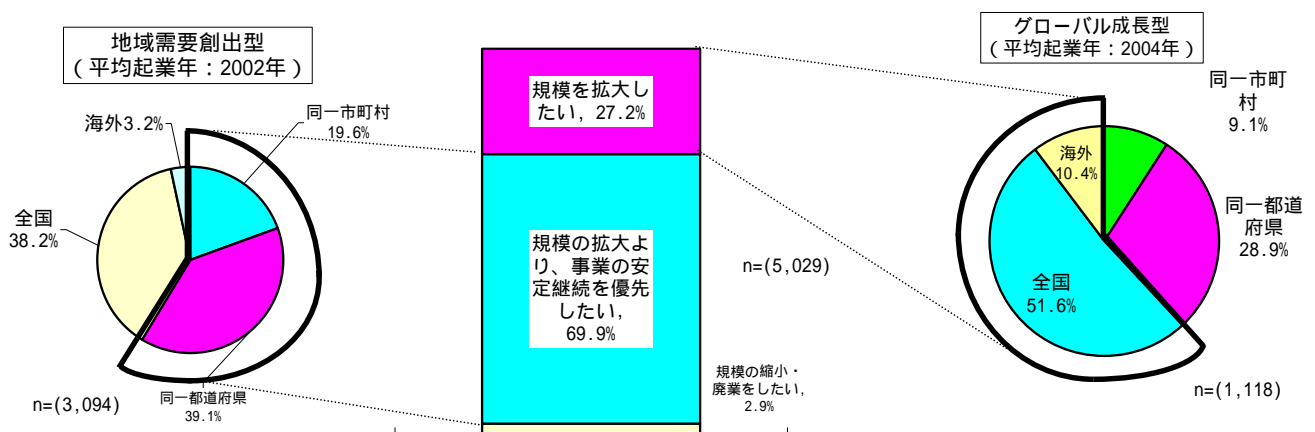 地域需要創出型
(平均起業年:2002年)
海外3.2%
同一市町村
19.6%
全国
38.2%
同一都道府県
39.1%
n=(3,094)
規模を拡大し
たい, 27.2%
規模の拡大よ
り、事業の安
定継続を優先
したい,
69.9%
n=(5,029)
規模の縮小・
廃業をしたい,
2.9%
グローバル成長型
(平均起業年:2004年)
同一市町
村
9.1%
海外
10.4%
同一都道
府県
28.9%
全国
51.6%
n=(1,118)